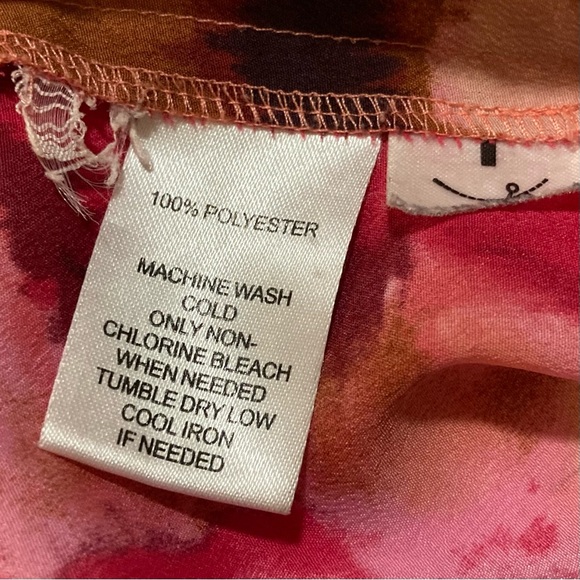 100% POLYESTER
MACHINE WASH
COLD
ONLY NON-
CHLORINE BLEACH
WHEN NEEDED
TUMBLE DRY LOW
COOL IRON
IF NEEDED